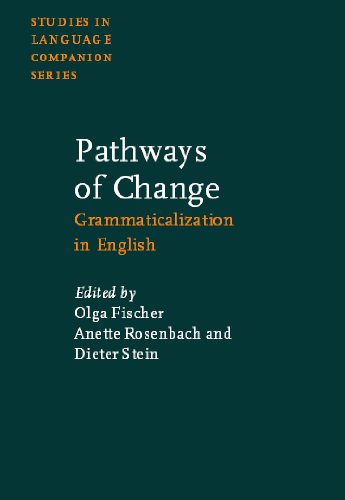 STUDIES IN
LANGUAGE
COMPANION
SERIES
Pathways
of Change
Grammaticalization
in English
Edited by
Olga Fischer
Anette Rosenbach and
Dieter Stein